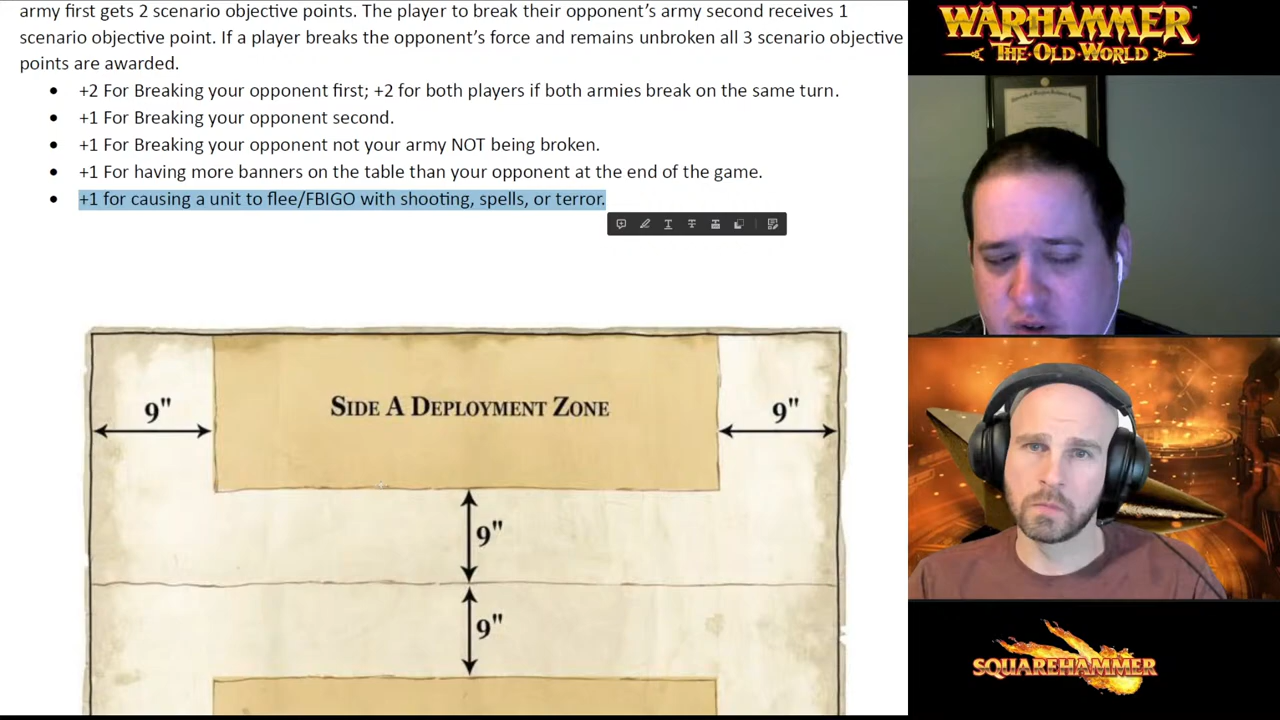 army first gets 2 scenario objective points. The player to break their opponent's army second receives 1
scenario objective point. If a player breaks the opponent's force and remains unbroken all 3 scenario objective
points are awarded.
• +2 For Breaking your opponent first; +2 for both players if both armies break on the same turn.
• +1 For Breaking your opponent second.
• +1 For Breaking your opponent not your army NOT being broken.
• +1 For having more banners on the table than your opponent at the end of the game.
• +1 for causing a unit to flee/FBIGO with shooting, spells, or terror.
9"
SIDE A DEPLOYMENT ZONE
9"
9"
9"
WARHAMMER
THE•OLD•WORLD
SQUAREHAMMER